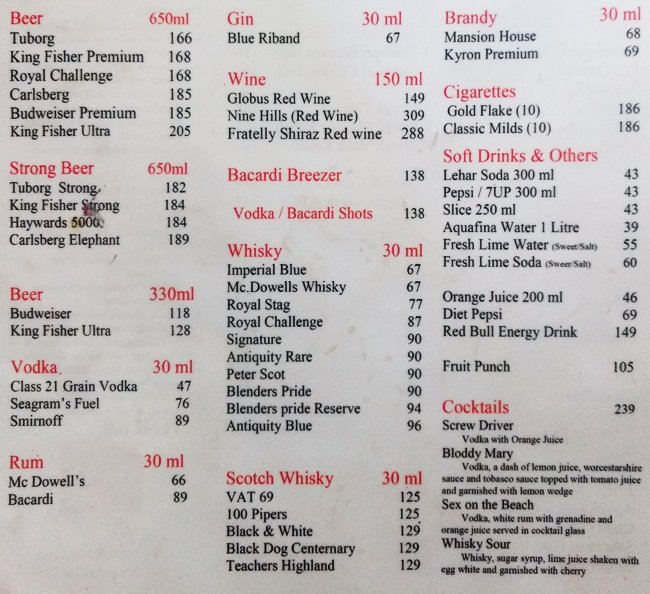 Beer 650ml
Tuborg 166
King Fisher Premium 168
Royal Challenge 168
Carlsberg 185
Budweiser Premium 185
King Fisher Ultra 205
Strong Beer 650ml
Tuborg Strong 182
King Fisher Strong 184
Haywards 5000 184
Carlsberg Elephant 189
Beer 330ml
Budweiser 118
King Fisher Ultra 128
Vodka 30 ml
Class 21 Grain Vodka 47
Seagram's Fuel 76
Smirnoff 89
Rum 30 ml
Mc Dowell's 66
Bacardi 89
Gin 30 ml
Blue Riband 67
Wine 150 ml
Globus Red Wine 149
Nine Hills (Red Wine) 309
Fratelly Shiraz Red wine 288
Bacardi Breezer 138
Vodka / Bacardi Shots 138
Whisky 30 ml
Imperial Blue 67
Mc.Dowells Whisky 67
Royal Stag 77
Royal Challenge 87
Signature 90
Antiquity Rare 90
Peter Scot 90
Blenders Pride 90
Blenders pride Reserve 94
Antiquity Blue 96
Scotch Whisky 30 ml
VAT 69 125
100 Pipers 125
Black & White 129
Black Dog Centernary 129
Teachers Highland 129
Brandy 30 ml
Mansion House 68
Kyron Premium 69
Cigarettes
Gold Flake (10) 186
Classic Milds (10) 186
Soft Drinks & Others
Lehar Soda 300 ml 43
Pepsi / 7UP 300 ml 43
Slice 250 ml 43
Aquafina Water 1 Litre 39
Fresh Lime Water (Sweet/Salt) 55
Fresh Lime Soda (Sweet/Salt) 60
Orange Juice 200 ml 46
Diet Pepsi 69
Red Bull Energy Drink 149
Fruit Punch 105
Cocktails 239
Screw Driver
Vodka with Orange Juice
Bloddy Mary
Vodka, a dash of lemon juice, worcestarshire
sauce and tobasco sauce topped with tomato juice
and garnished with lemon wedge
Sex on the Beach
Vodka, white rum with grenadine and
orange juice served in cocktail glass
Whisky Sour
Whisky, sugar syrup, lime juice shaken with
egg white and garnished with cherry